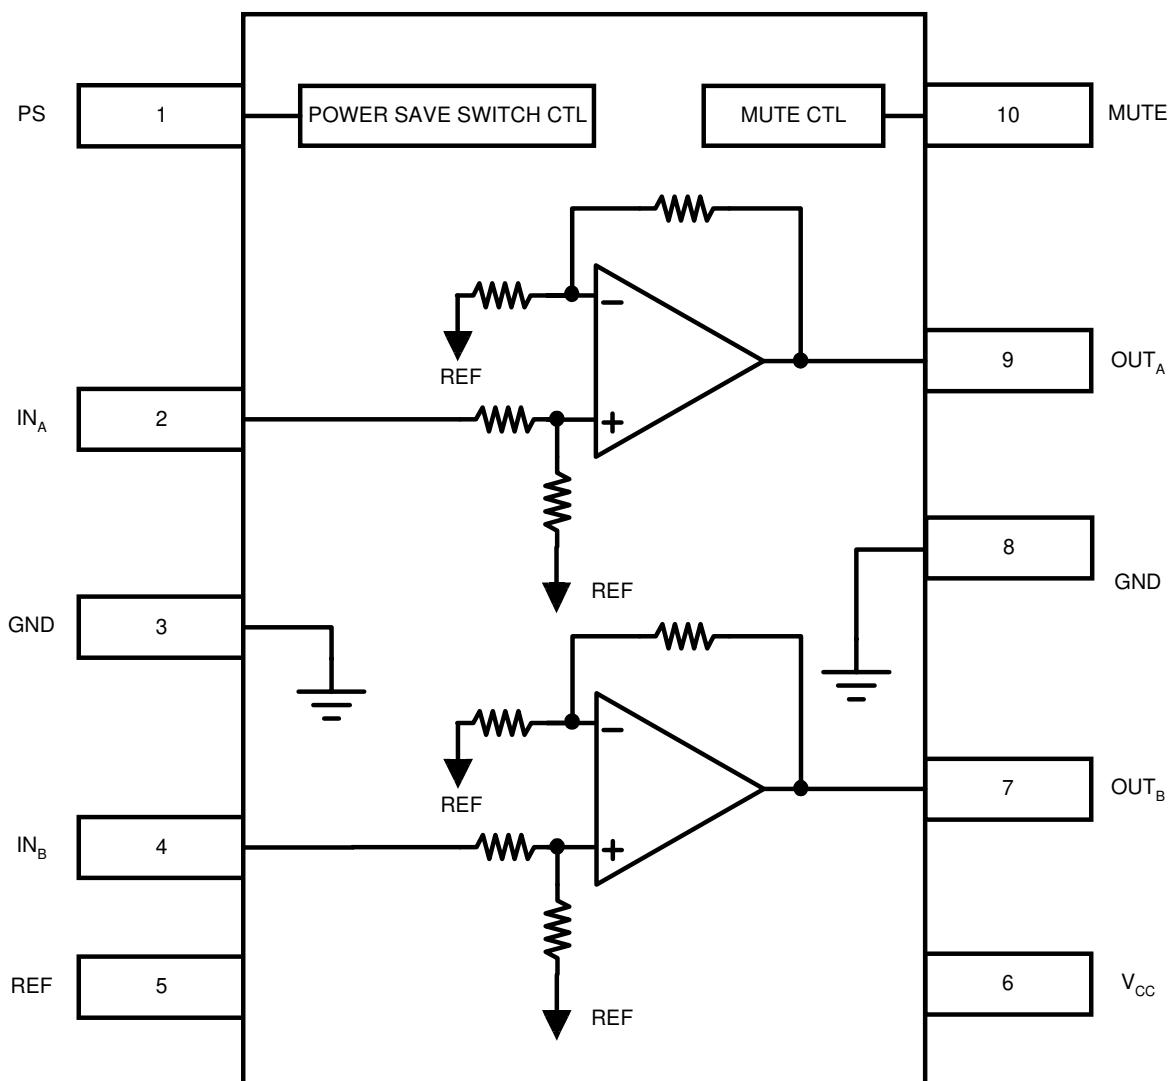 PS
1
POWER SAVE SWITCH CTL
MUTE CTL
10
MUTE
−
REF
+
REF
IN_A
2
9
OUT_A
GND
3
8
GND
−
REF
+
REF
IN_B
4
7
OUT_B
REF
5
6
V_CC